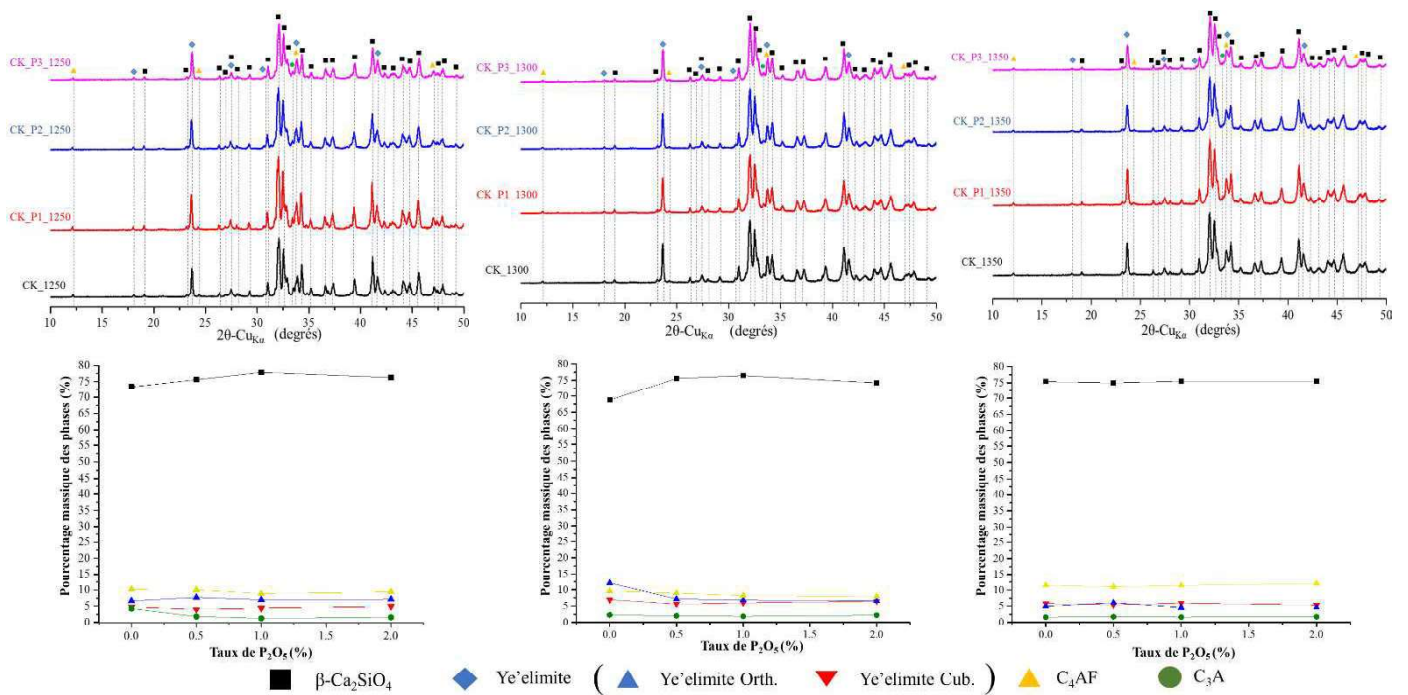 CK_P3_1250
CK_P2_1250
CK_P1_1250
CK_1250
10 15 20 25 30 35 40 45 50
2θ-CuKα (degrés)
CK_P3_1300
CK_P2_1300
CK_P1_1300
CK_1300
10 15 20 25 30 35 40 45 50
2θ-CuKα (degrés)
CK_P3_1350
CK_P2_1350
CK_P1_1350
CK_1350
10 15 20 25 30 35 40 45 50
2θ-CuKα (degrés)
Pourcentage massique des phases (%)
80
75
70
65
60
55
50
45
40
35
30
25
20
15
10
5
0
0.0 0.5 1.0 1.5 2.0
Taux de P₂O₅ (%)
Pourcentage massique des phases (%)
80
75
70
65
60
55
50
45
40
35
30
25
20
15
10
5
0
0.0 0.5 1.0 1.5 2.0
Taux de P₂O₅ (%)
Pourcentage massique des phases (%)
80
75
70
65
60
55
50
45
40
35
30
25
20
15
10
5
0
0.0 0.5 1.0 1.5 2.0
Taux de P₂O₅ (%)
β-Ca₂SiO₄ Ye'elimite ( Ye'elimite Orth. Ye'elimite Cub. ) C₄AF C₃A